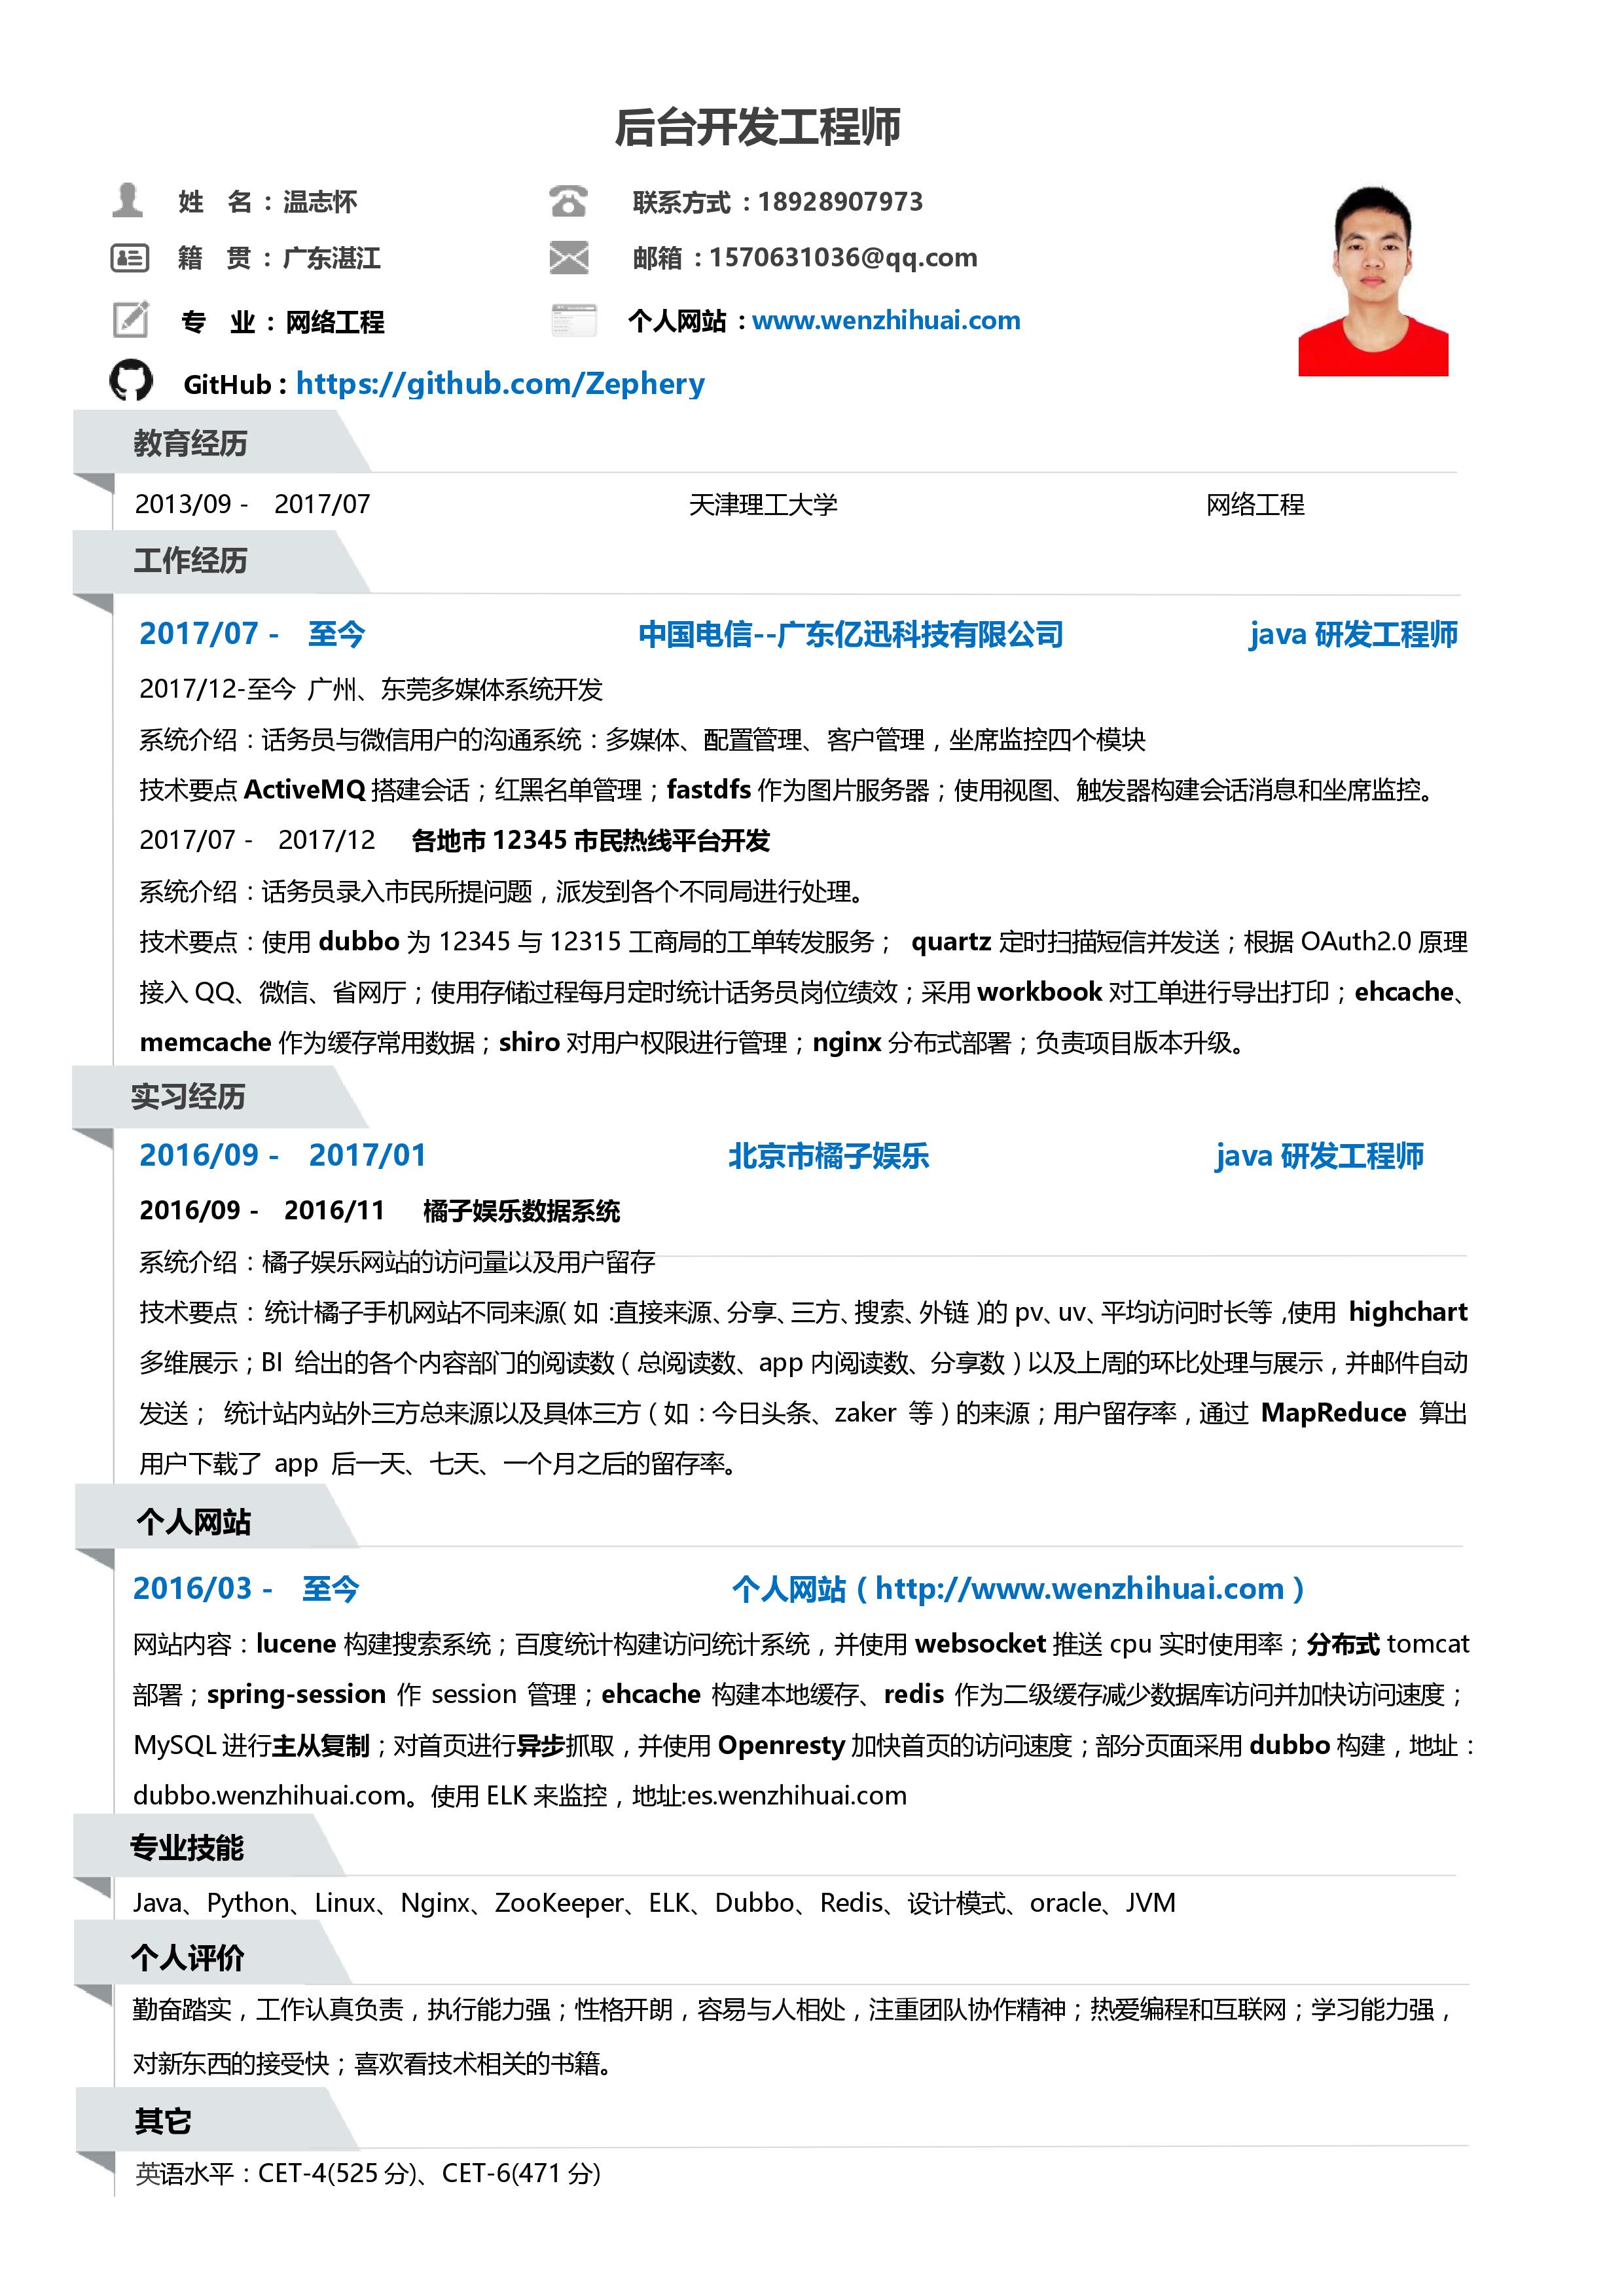 后台开发工程师
姓 名：温志怀 联系方式：18928907973
籍 贯：广东湛江 邮箱：1570631036@qq.com
专 业：网络工程 个人网站：www.wenzhihuai.com
GitHub：https://github.com/Zephery
教育经历
2013/09 - 2017/07 天津理工大学 网络工程
工作经历
2017/07 - 至今 中国电信--广东亿迅科技有限公司 java 研发工程师
2017/12-至今 广州、东莞多媒体系统开发
系统介绍：话务员与微信用户的沟通系统：多媒体、配置管理、客户管理，坐席监控四个模块
技术要点 ActiveMQ 搭建会话；红黑名单管理；fastdfs 作为图片服务器；使用视图、触发器构建会话消息和坐席监控。
2017/07 - 2017/12 各地市 12345 市民热线平台开发
系统介绍：话务员录入市民所提问题，派发到各个不同局进行处理。
技术要点：使用 dubbo 为 12345 与 12315 工商局的工单转发服务； quartz 定时扫描短信并发送；根据 OAuth2.0 原理
接入 QQ、微信、省网厅；使用存储过程每月定时统计话务员岗位绩效；采用 workbook 对工单进行导出打印；ehcache、
memcache 作为缓存常用数据；shiro 对用户权限进行管理；nginx 分布式部署；负责项目版本升级。
实习经历
2016/09 - 2017/01 北京市橘子娱乐 java 研发工程师
2016/09 - 2016/11 橘子娱乐数据系统
系统介绍：橘子娱乐网站的访问量以及用户留存
技术要点：统计橘子手机网站不同来源（如：直接来源、分享、三方、搜索、外链）的 pv、uv、平均访问时长等，使用 highchart
多维展示；BI 给出的各个内容部门的阅读数（总阅读数、app 内阅读数、分享数）以及上周的环比处理与展示，并邮件自动
发送； 统计站内站外三方总来源以及具体三方（如：今日头条、zaker 等）的来源；用户留存率，通过 MapReduce 算出
用户下载了 app 后一天、七天、一个月之后的留存率。
个人网站
2016/03 - 至今 个人网站（http://www.wenzhihuai.com）
网站内容：lucene 构建搜索系统；百度统计构建访问统计系统，并使用 websocket 推送 cpu 实时使用率；分布式 tomcat
部署；spring-session 作 session 管理；ehcache 构建本地缓存、redis 作为二级缓存减少数据库访问并加快访问速度；
MySQL 进行主从复制；对首页进行异步抓取，并使用 Openresty 加快首页的访问速度；部分页面采用 dubbo 构建，地址：
dubbo.wenzhihuai.com。使用 ELK 来监控，地址:es.wenzhihuai.com
专业技能
Java、Python、Linux、Nginx、ZooKeeper、ELK、Dubbo、Redis、设计模式、oracle、JVM
个人评价
勤奋踏实，工作认真负责，执行能力强；性格开朗，容易与人相处，注重团队协作精神；热爱编程和互联网；学习能力强，
对新东西的接受快；喜欢看技术相关的书籍。
其它
英语水平：CET-4(525 分)、CET-6(471 分)